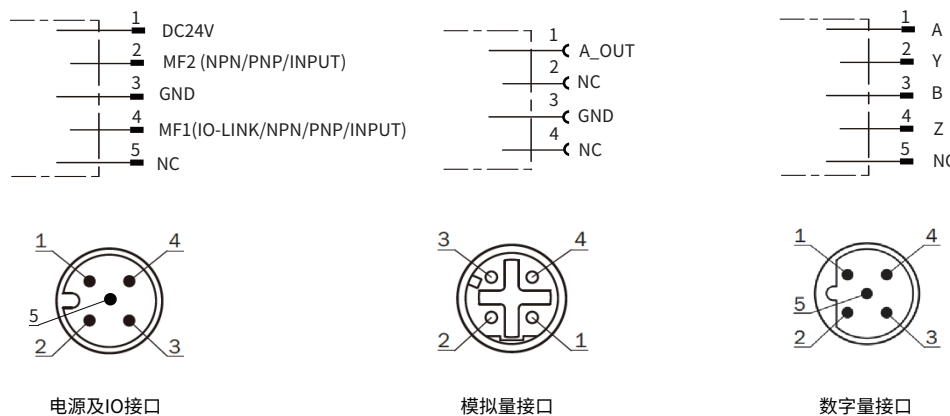 1 DC24V
2 MF2 (NPN/PNP/INPUT)
3 GND
4 MF1(IO-LINK/NPN/PNP/INPUT)
5 NC
1 A_OUT
2 NC
3 GND
4 NC
1 A
2 Y
3 B
4 Z
5 NC
1 4
5
2 3
电源及IO接口
3 4
2 1
模拟量接口
1 4
5
2 3
数字量接口